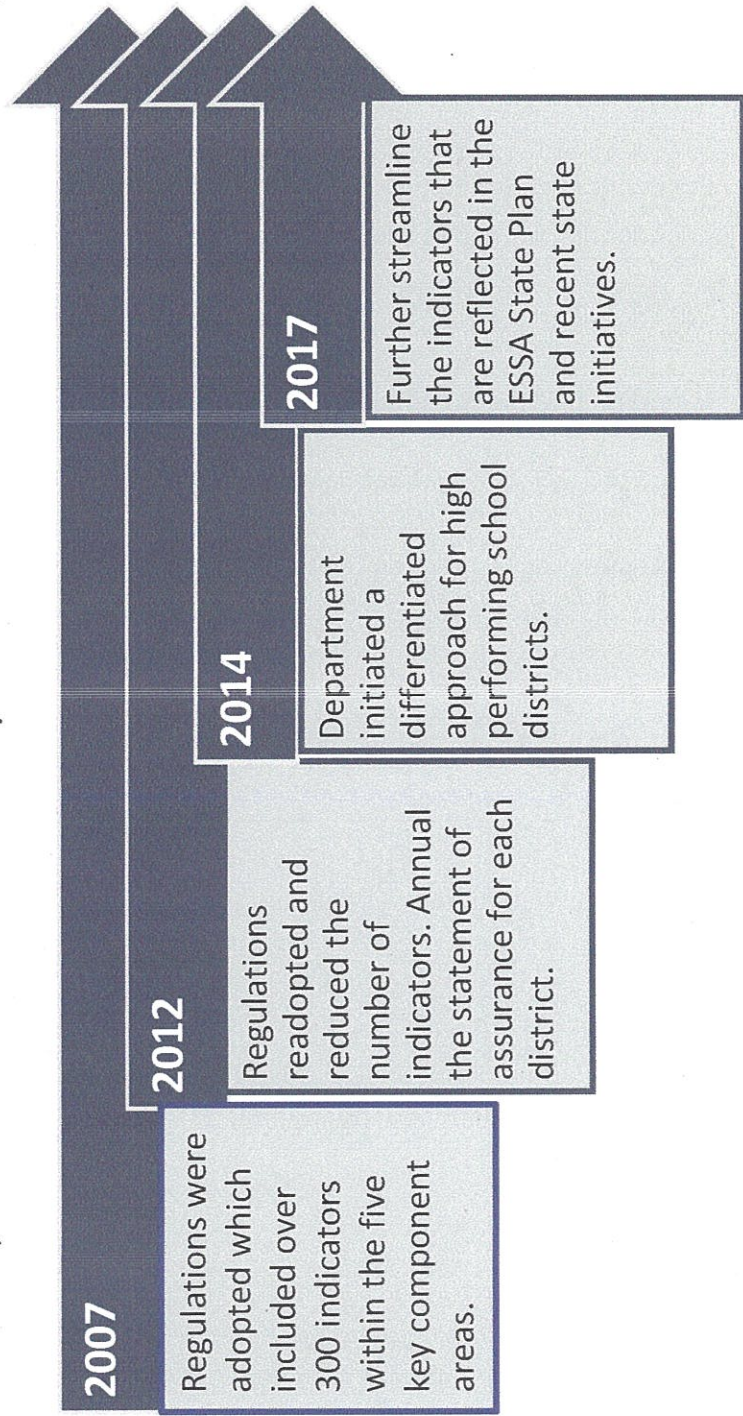 2007
Regulations were
adopted which
included over
300 indicators
within the five
key component
areas.
2012
Regulations
readopted and
reduced the
number of
indicators. Annual
the statement of
assurance for each
district.
2014
Department
initiated a
differentiated
approach for high
performing school
districts.
2017
Further streamline
the indicators that
are reflected in the
ESSA State Plan
and recent state
initiatives.